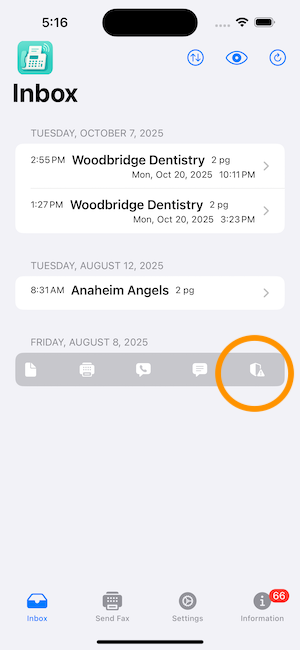 5:16
Inbox
TUESDAY, OCTOBER 7, 2025
2:55 PM Woodbridge Dentistry 2 pg
Mon, Oct 20, 2025 10:11 PM
1:27 PM Woodbridge Dentistry 2 pg
Mon, Oct 20, 2025 3:23 PM
TUESDAY, AUGUST 12, 2025
8:31 AM Anaheim Angels 2 pg
FRIDAY, AUGUST 8, 2025
66
Inbox Send Fax Settings Information